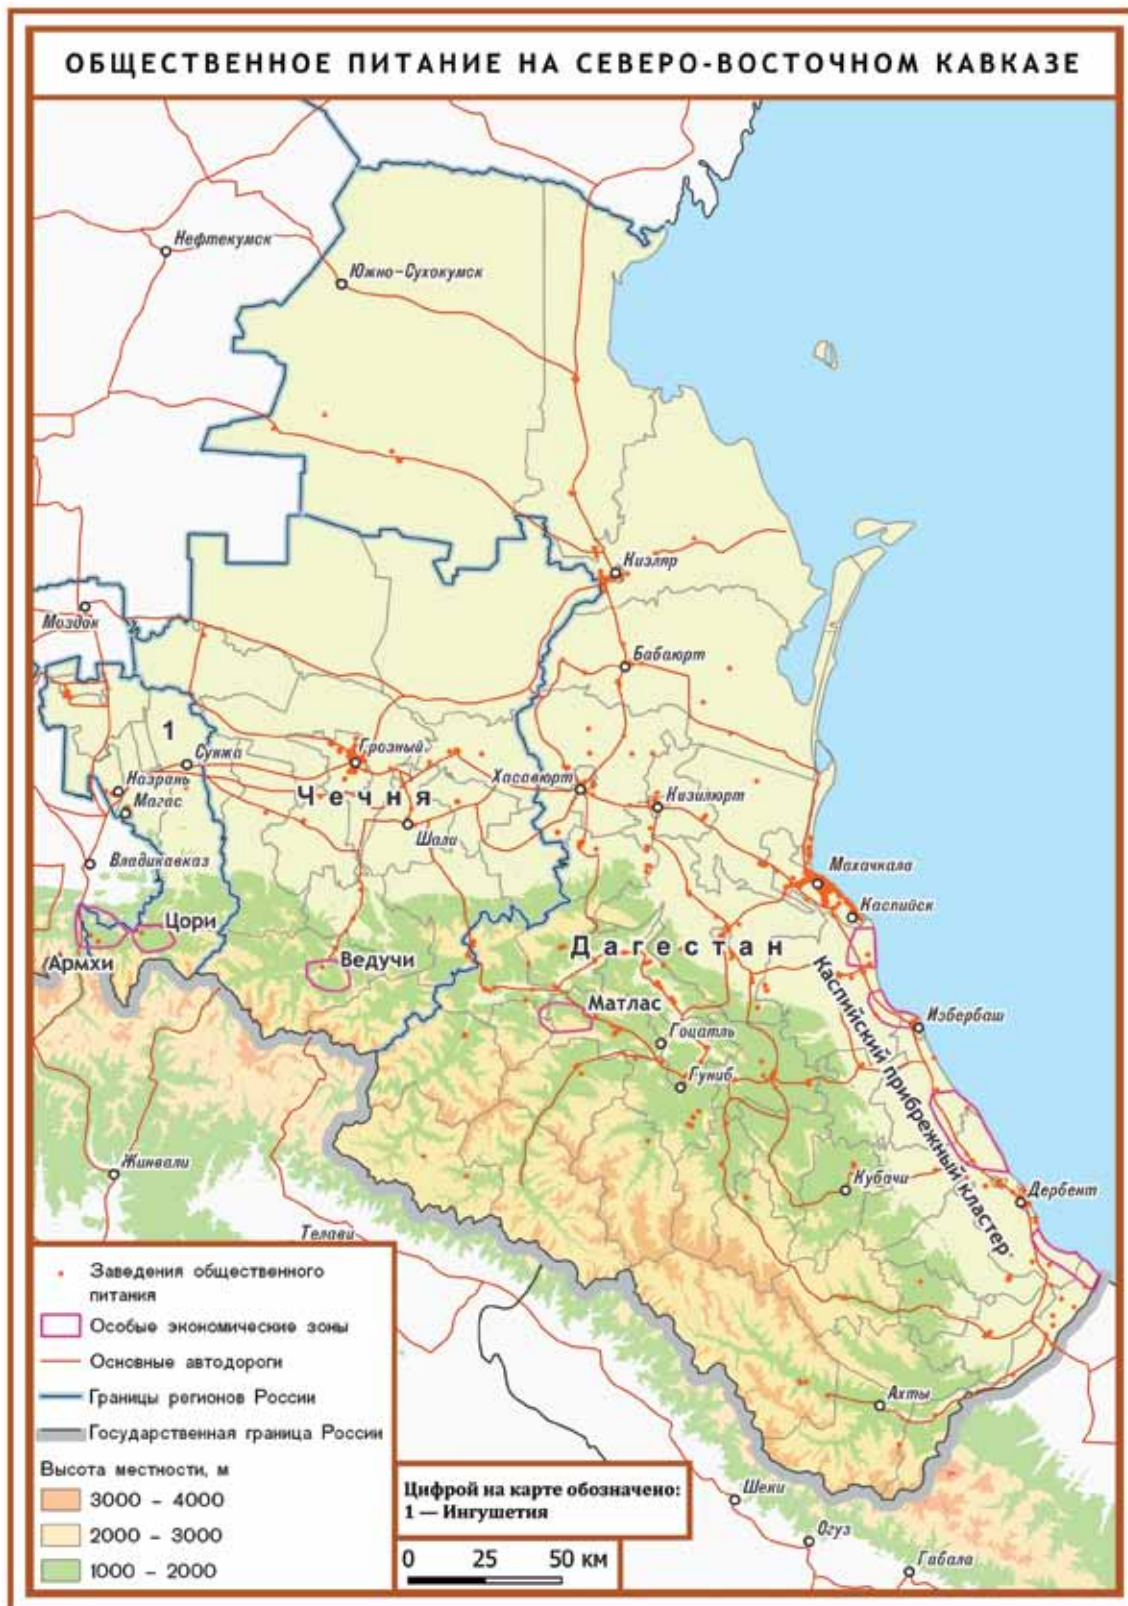 ОБЩЕСТВЕННОЕ ПИТАНИЕ НА СЕВЕРО-ВОСТОЧНОМ КАВКАЗЕ
Нефтекумск
Южно-Сухокумск
Кизляр
Моздок
Бабаюрт
1
Сунжа
Грозный
Назрань
Хасавюрт
Чечня
Магас
Кизилюрт
Шали
Владикавказ
Махачкала
Каспийск
Цори
Дагестан
Армхи
Ведучи
Матлас
Каспийский прибрежный кластер
Избербаш
Гоцатль
Гуниб
Жинвали
Кубачи
Дербент
Телави
Ахты
Шеки
Огуз
Габала
Заведения общественного
питания
Особые экономические зоны
Основные автодороги
Границы регионов России
Государственная граница России
Высота местности, м
3000 – 4000
2000 – 3000
1000 – 2000
Цифрой на карте обозначено:
1 — Ингушетия
0 25 50 км